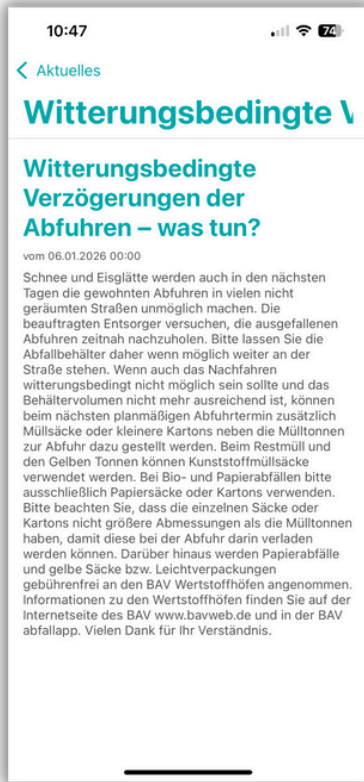 10:47
74
Aktuelles
Witterungsbedingte V
Witterungsbedingte
Verzögerungen der
Abfuhren – was tun?
vom 06.01.2026 00:00
Schnee und Eisglätte werden auch in den nächsten
Tagen die gewohnten Abfuhren in vielen nicht
geräumten Straßen unmöglich machen. Die
beauftragten Entsorger versuchen, die ausgefallenen
Abfuhren zeitnah nachzuholen. Bitte lassen Sie die
Abfallbehälter daher wenn möglich weiter an der
Straße stehen. Wenn auch das Nachfahren
witterungsbedingt nicht möglich sein sollte und das
Behältervolumen nicht mehr ausreichend ist, können
beim nächsten planmäßigen Abfuhrtermin zusätzlich
Müllsäcke oder kleinere Kartons neben die Mülltonnen
zur Abfuhr dazu gestellt werden. Beim Restmüll und
den Gelben Tonnen können Kunststoffmüllsäcke
verwendet werden. Bei Bio- und Papierabfällen bitte
ausschließlich Papiersäcke oder Kartons verwenden.
Bitte beachten Sie, dass die einzelnen Säcke oder
Kartons nicht größere Abmessungen als die Mülltonnen
haben, damit diese bei der Abfuhr darin verladen
werden können. Darüber hinaus werden Papierabfälle
und gelbe Säcke bzw. Leichtverpackungen
gebührenfrei an den BAV Wertstoffhöfen angenommen.
Informationen zu den Wertstoffhöfen finden Sie auf der
Internetseite des BAV www.bavweb.de und in der BAV
abfallapp. Vielen Dank für Ihr Verständnis.